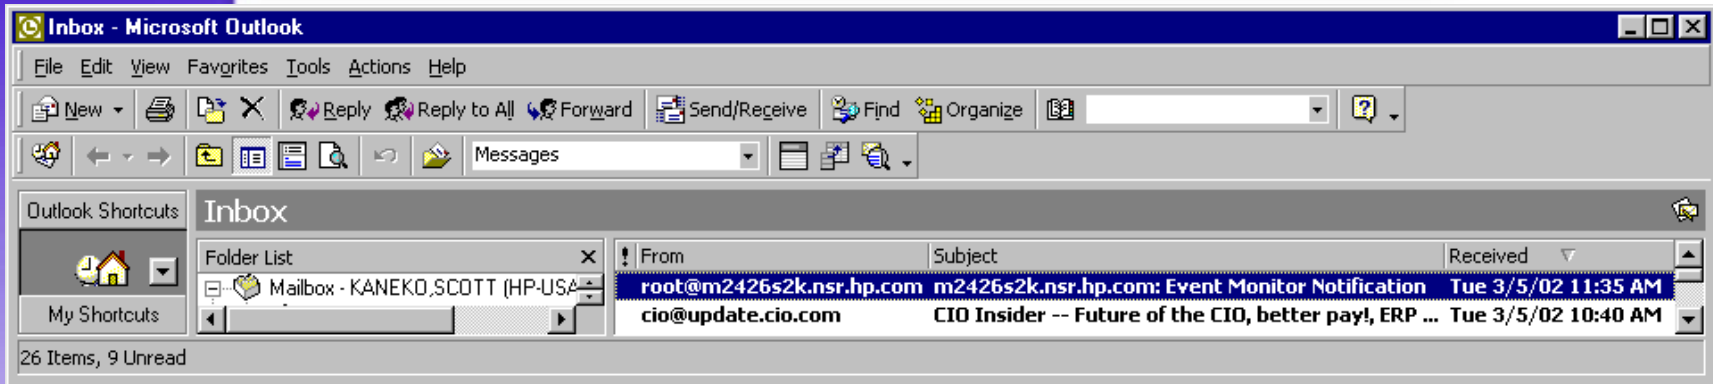 Inbox - Microsoft Outlook
File Edit View Favorites Tools Actions Help
New Reply Reply to All Forward Send/Receive Find Organize
Messages
Outlook Shortcuts Inbox
Folder List ! From Subject Received
Mailbox - KANEKO,SCOTT (HP-USA root@m2426s2k.nsr.hp.com m2426s2k.nsr.hp.com: Event Monitor Notification Tue 3/5/02 11:35 AM
My Shortcuts cio@update.cio.com CIO Insider -- Future of the CIO, better pay!, ERP ... Tue 3/5/02 10:40 AM
26 Items, 9 Unread